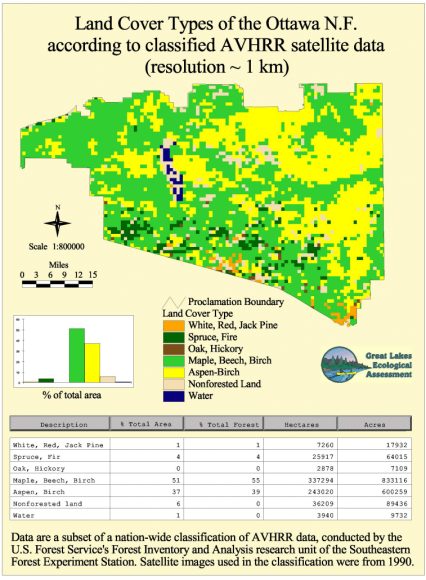 Land Cover Types of the Ottawa N.F.
according to classified AVHRR satellite data
(resolution ~ 1 km)
N
Scale 1:800000
Miles
0 3 6 9 12 15
Proclamation Boundary
Land Cover Type
White, Red, Jack Pine
Spruce, Fire
Oak, Hickory
Maple, Beech, Birch
Aspen-Birch
Nonforested Land
Water
% of total area
Great Lakes
Ecological
Assessment
Description % Total Area % Total Forest Hectares Acres
White, Red, Jack Pine 1 1 7260 17932
Spruce, Fir 4 4 25917 64015
Oak, Hickory 0 0 2878 7109
Maple, Beech, Birch 51 55 337294 833116
Aspen, Birch 37 39 243020 600259
Nonforested land 6 0 36209 89436
Water 1 0 3940 9732
Data are a subset of a nation-wide classification of AVHRR data, conducted by the
U.S. Forest Service's Forest Inventory and Analysis research unit of the Southeastern
Forest Experiment Station. Satellite images used in the classification were from 1990.